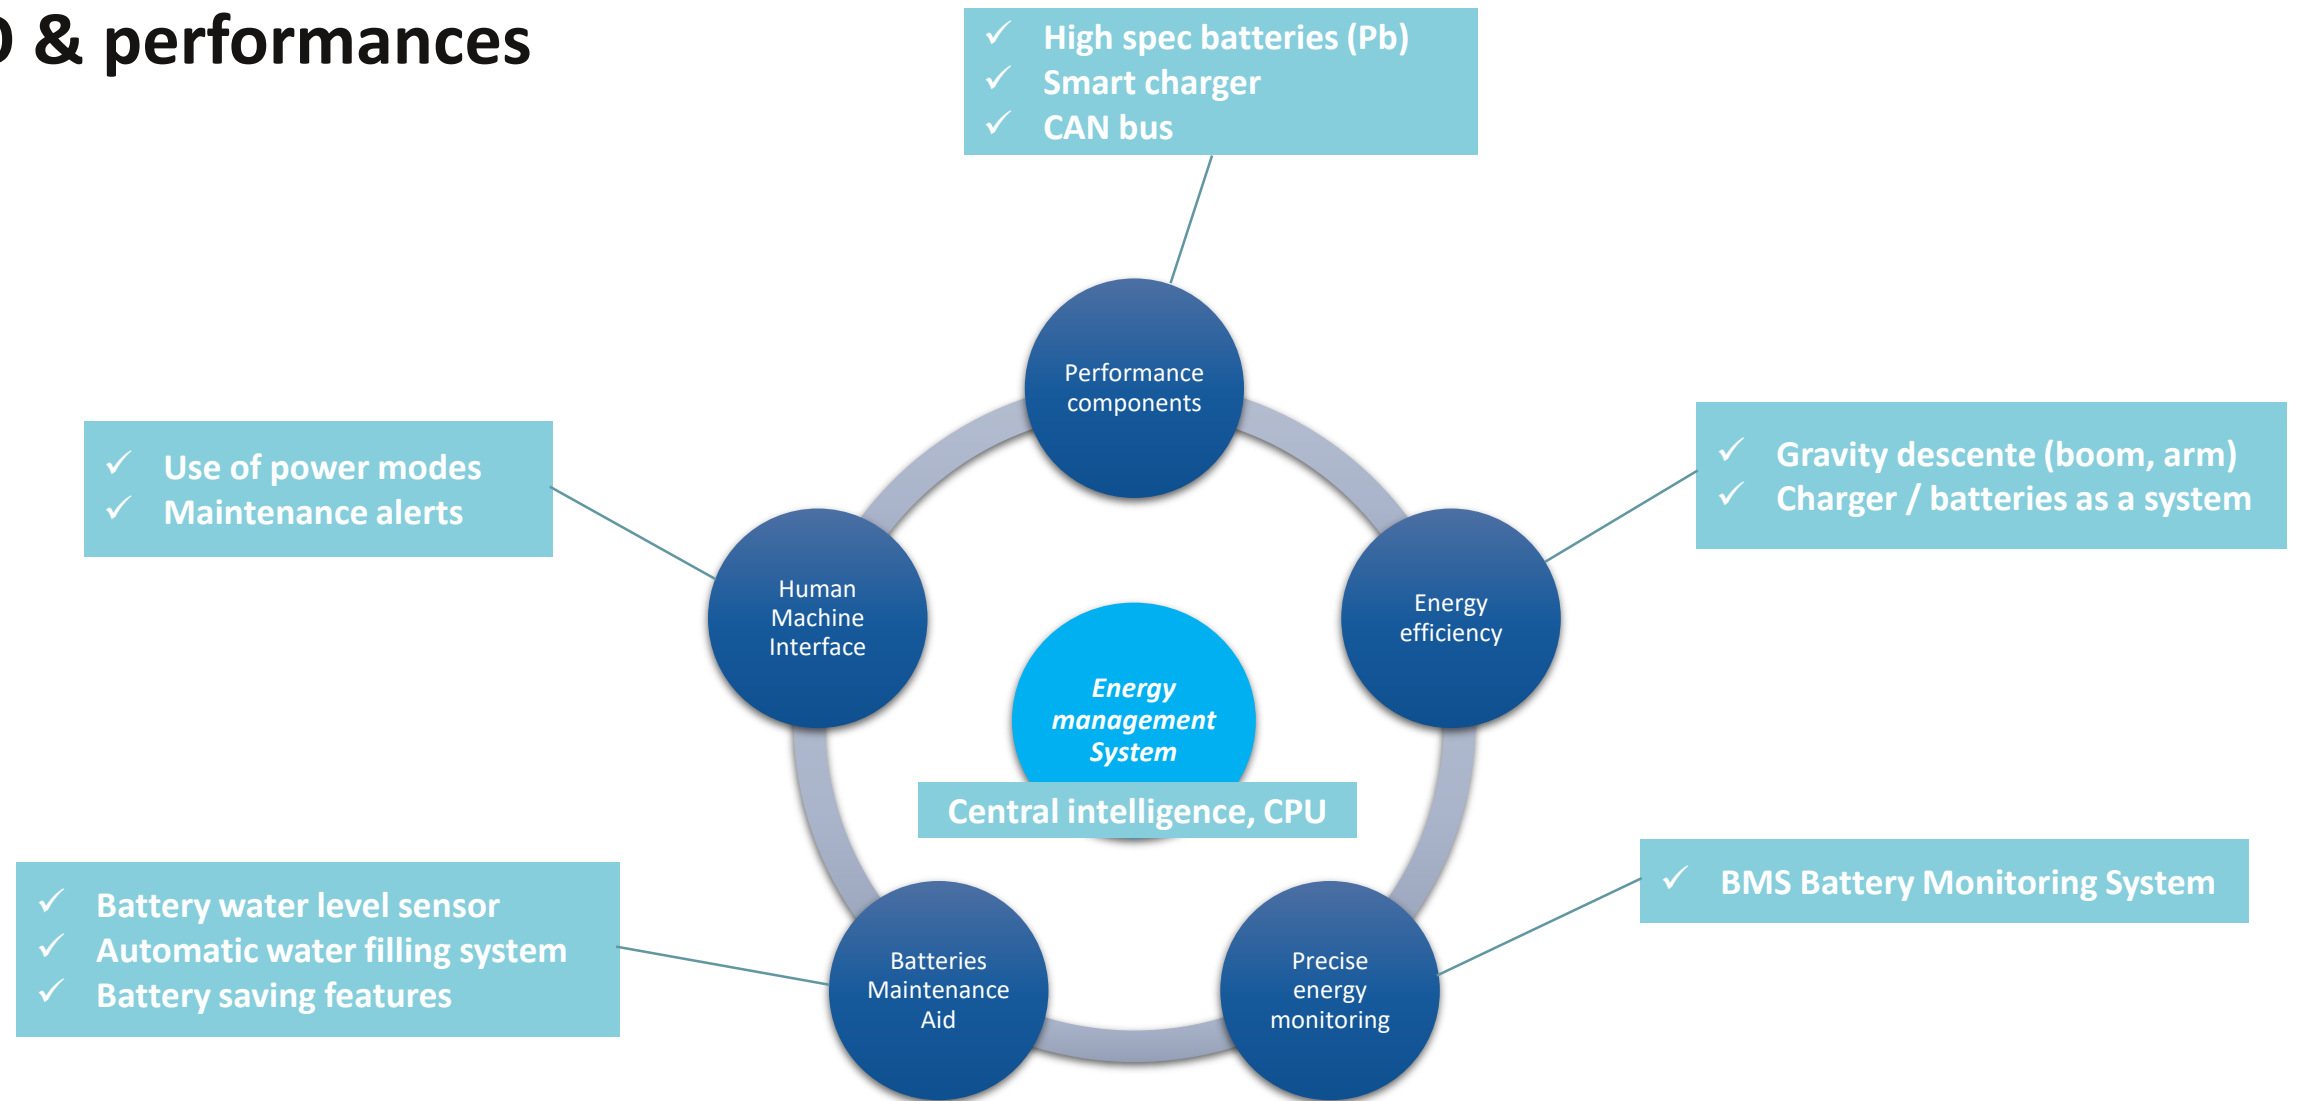 & performances
High spec batteries (Pb)
Smart charger
CAN bus
Performance
components
Use of power modes
Maintenance alerts
Gravity descente (boom, arm)
Charger / batteries as a system
Human
Machine
Interface
Energy
efficiency
Energy
management
System
Central intelligence, CPU
Battery water level sensor
Automatic water filling system
Battery saving features
Batteries
Maintenance
Aid
Precise
energy
monitoring
BMS Battery Monitoring System